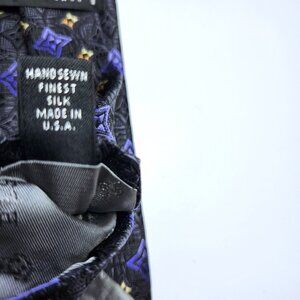 HAND SEWN
FINEST
SILK
MADE IN
U.S.A.